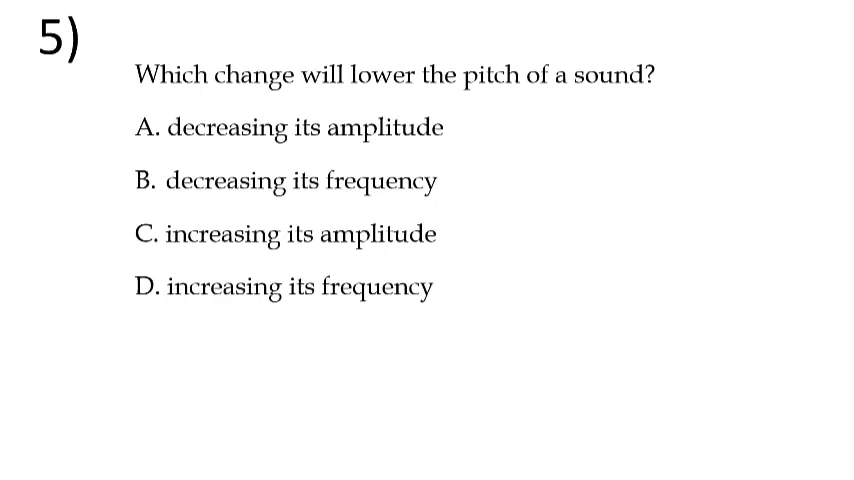 5)
Which change will lower the pitch of a sound?
A. decreasing its amplitude
B. decreasing its frequency
C. increasing its amplitude
D. increasing its frequency